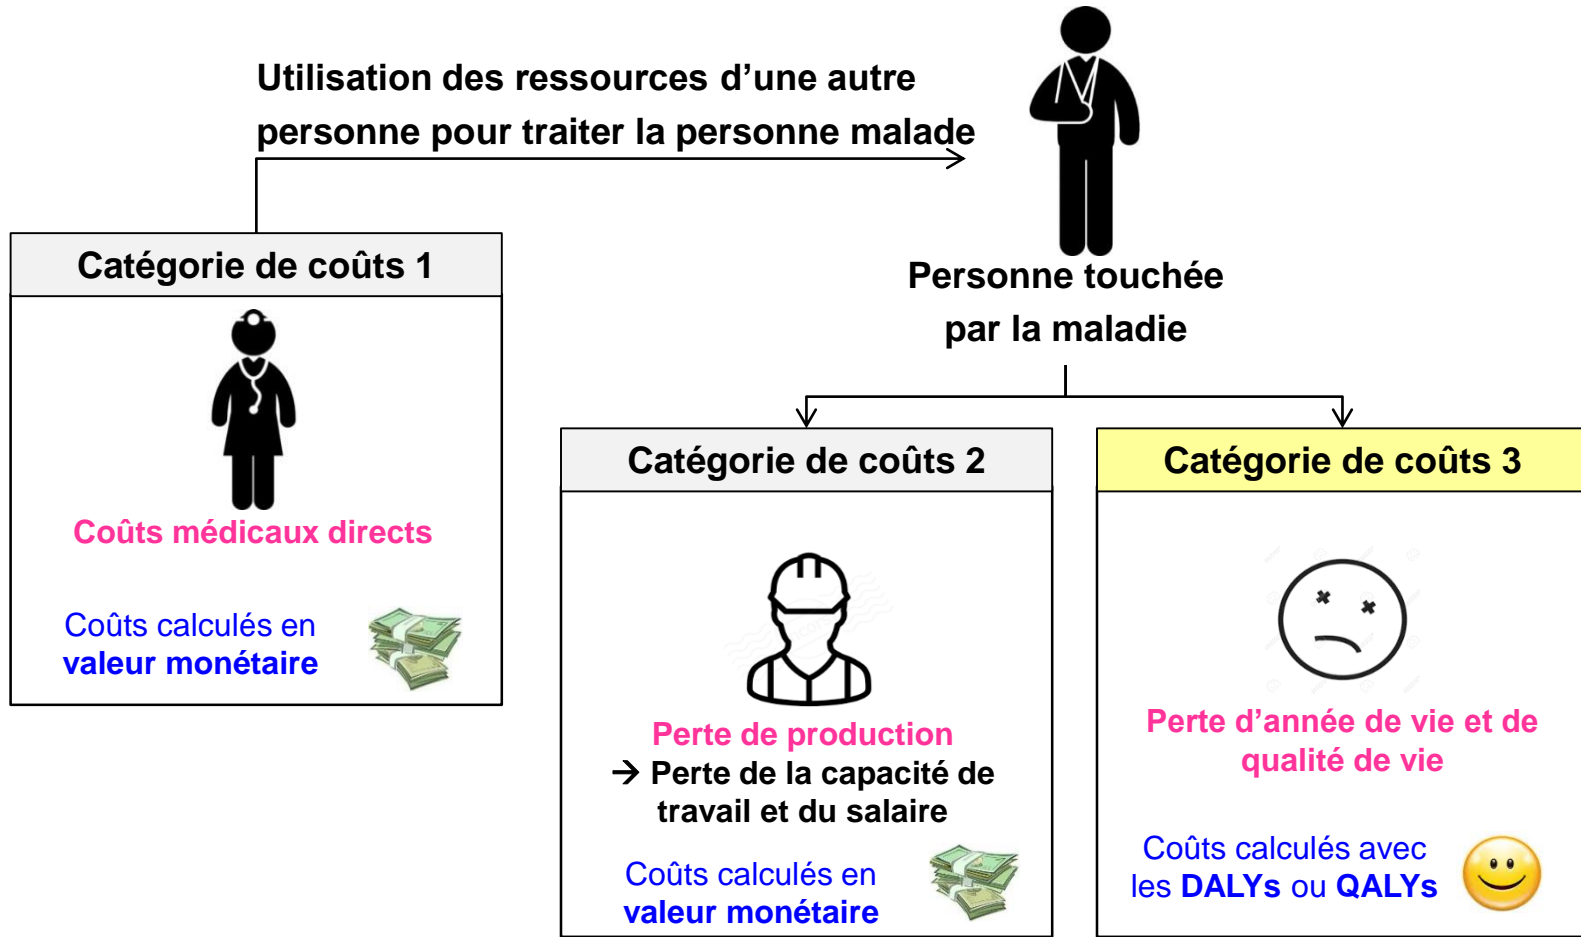 Utilisation des ressources d’une autre
personne pour traiter la personne malade
Catégorie de coûts 1
Coûts médicaux directs
Coûts calculés en
valeur monétaire
Personne touchée
par la maladie
Catégorie de coûts 2
Perte de production
→ Perte de la capacité de
travail et du salaire
Coûts calculés en
valeur monétaire
Catégorie de coûts 3
Perte d’année de vie et de
qualité de vie
Coûts calculés avec
les DALYs ou QALYs